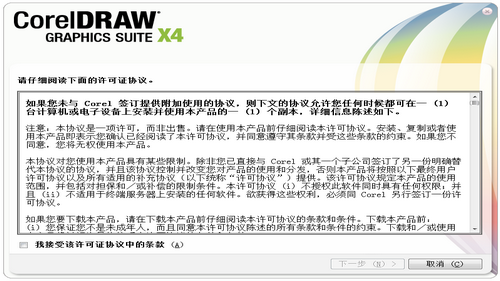 CorelDRAW®
GRAPHICS SUITE X4
请仔细阅读下面的许可证协议。
如果您未与 Corel 签订提供附加使用的协议，则下文的协议允许您任何时都可在一 (1)
台计算机或电子设备上安装并使用本产品的一 (1) 个副本，详细信息陈述如下。
注意：本协议是一项许可，而非出售。请在使用本产品前仔细阅读本许可协议。安装、复制或者使
用本产品即表示您确认已经阅读了本许可协议，并同意遵守其条款并受这些条款的约束。如果您不
同意，您将无权使用本产品。
本协议对您使用本产品具有某些限制。除非您已直接与 Corel 或其一个子公司签订了另一份明确替
代本协议的协议，并且该协议控制并改变您对产品的使用和分发，否则本产品将按照以下最终用户
许可协议以及所有适用的补充协议（以下统称“许可协议”）提供。该许可协议规定本产品的使用
范围，并包括对担保和／或补偿的限制条件。本许可协议（i）不授权此软件同时具有任何权限；并
且（ii）不适用于终端服务器上安装的任何软件。欲获得这些权利，必须同 Corel 另行签订一份许
可协议。
如果您要下载本产品，请在下载本产品前仔细阅读本许可协议的条款和条件。下载本产品前，
(i) 您保证您不是未成年人，而且同意本许可协议陈述的所有条款和条件的约束。下载和／或使用
我接受该许可证协议中的条款 (A)
下一步 (N) >
取消 (C)